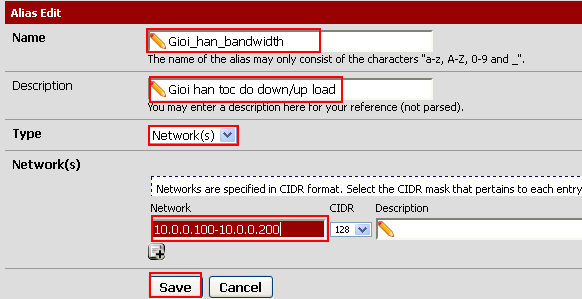 Alias Edit
Name
Gioi_han_bandwidth
The name of the alias may only consist of the characters "a-z, A-Z, 0-9 and _".
Description
Gioi han toc do down/up load
You may enter a description here for your reference (not parsed).
Type
Network(s)
Network(s)
Networks are specified in CIDR format. Select the CIDR mask that pertains to each entry
Network CIDR Description
10.0.0.100-10.0.0.200 128
Save Cancel